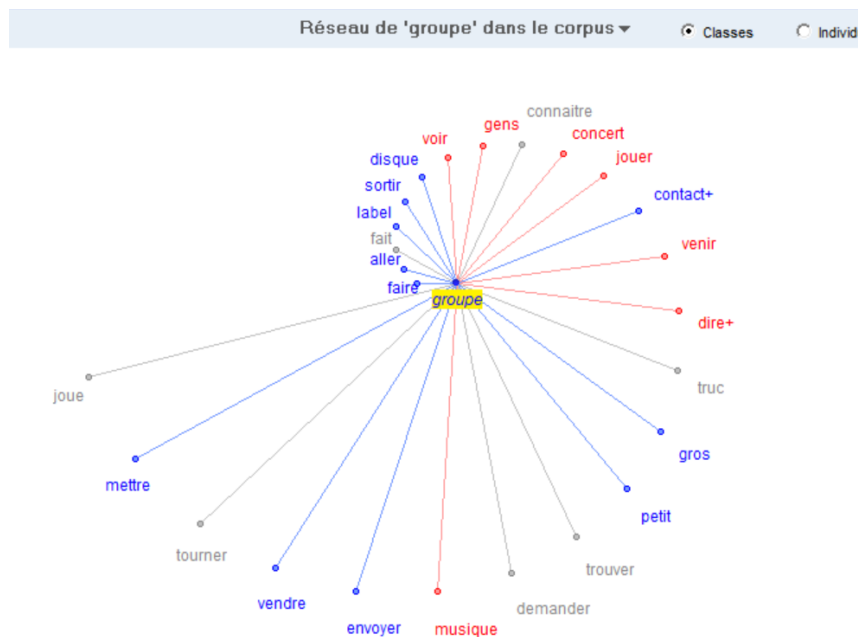 Réseau de 'groupe' dans le corpus
Classes
Individ
connaitre
gens
concert
voir
jouer
disque
sortir
contact+
label
fait
venir
aller
faire
groupe
dire+
joue
truc
gros
mettre
petit
tourner
trouver
vendre
demander
envoyer
musique